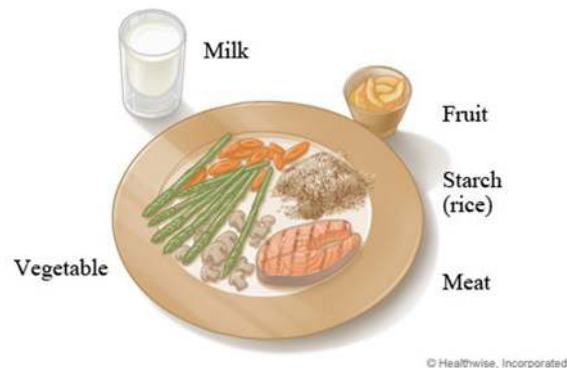 Milk
Fruit
Starch
(rice)
Vegetable
Meat
© Healthwise, Incorporated